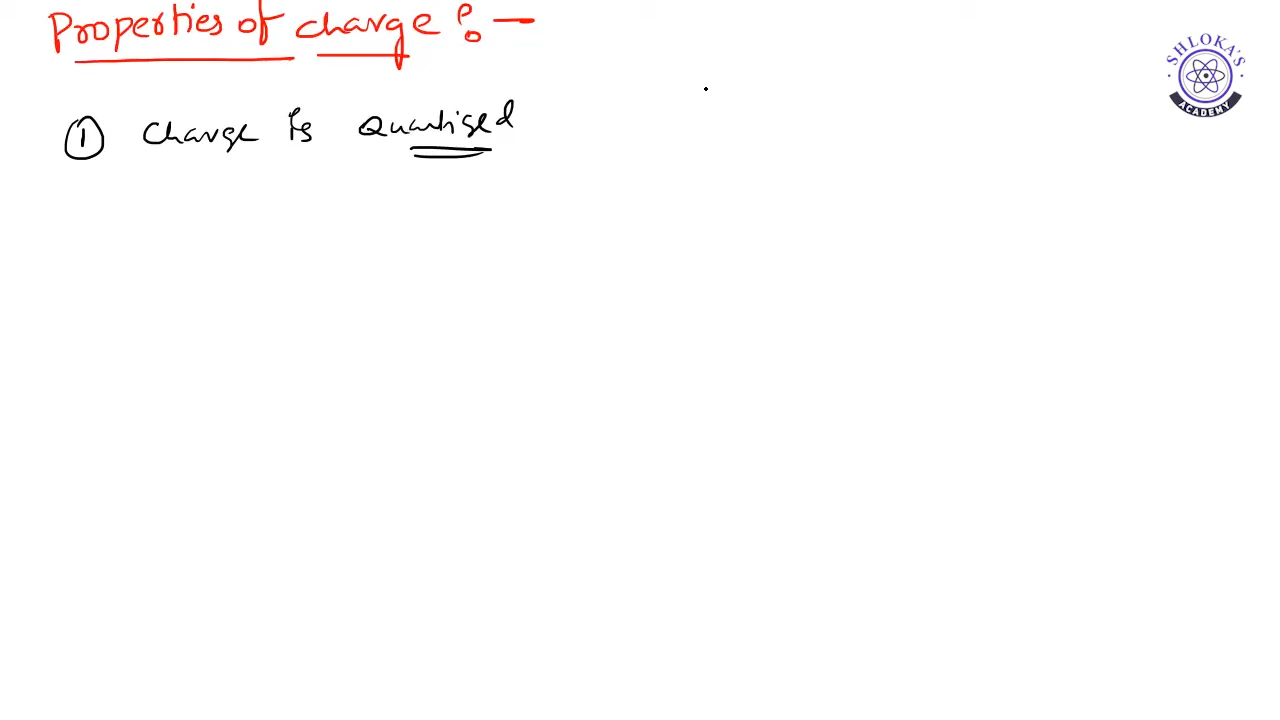 Properties of charge :-
① Charge is Quantised
SHLOKA'S
ACADEMY